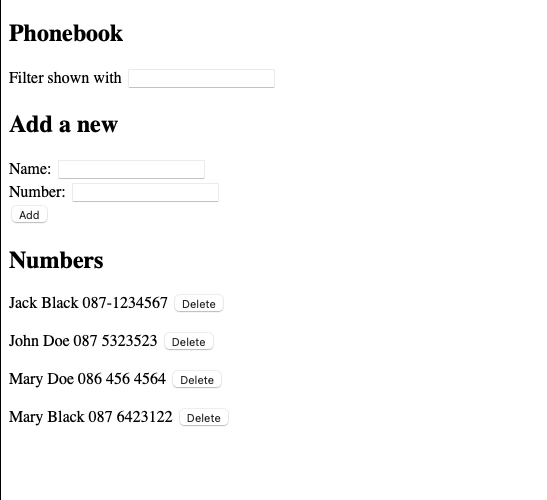 Phonebook
Filter shown with
Add a new
Name:
Number:
Add
Numbers
Jack Black 087-1234567 Delete
John Doe 087 5323523 Delete
Mary Doe 086 456 4564 Delete
Mary Black 087 6423122 Delete